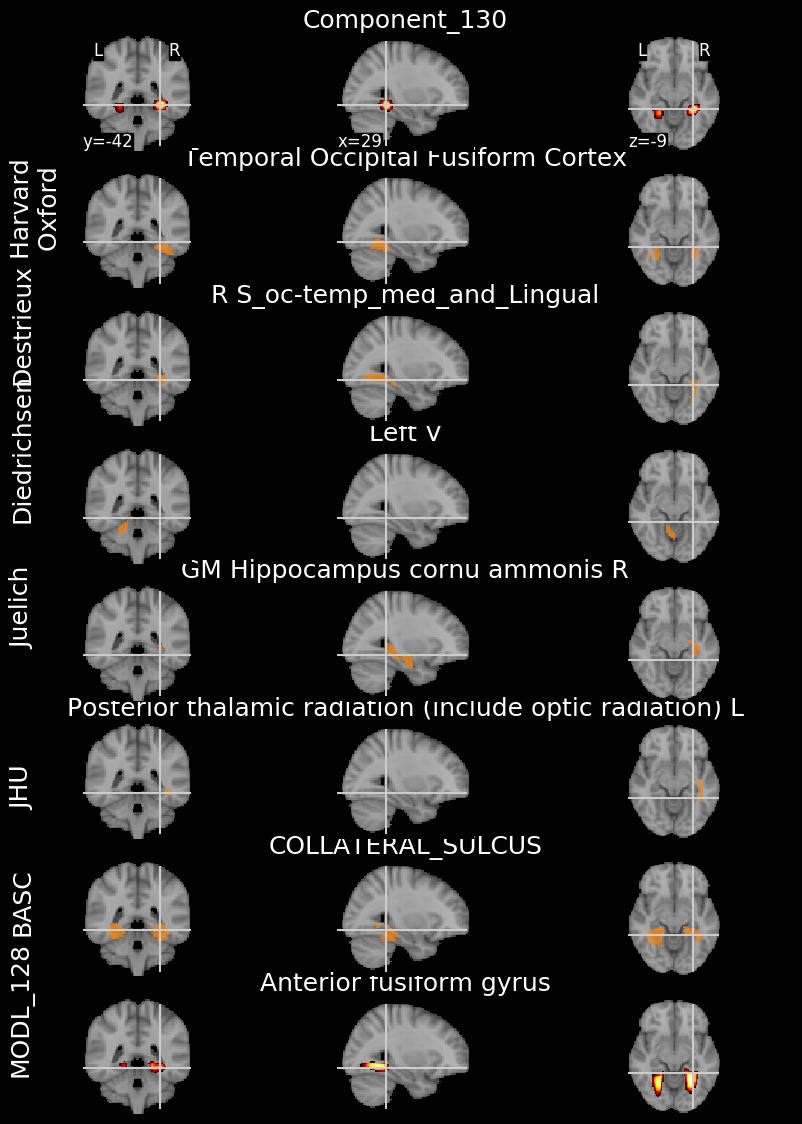 Component_130
L
R
L
R
y=-42
x=29
z=-9
Harvard
Oxford
Temporal Occipital Fusiform Cortex
Destrieux
R S_oc-temp_med_and_Lingual
Diedrichsen
Left V
Juelich
GM Hippocampus cornu ammonis R
JHU
Posterior thalamic radiation (include optic radiation) L
BASC
COLLATERAL_SULCUS
MODL_128
Anterior fusiform gyrus